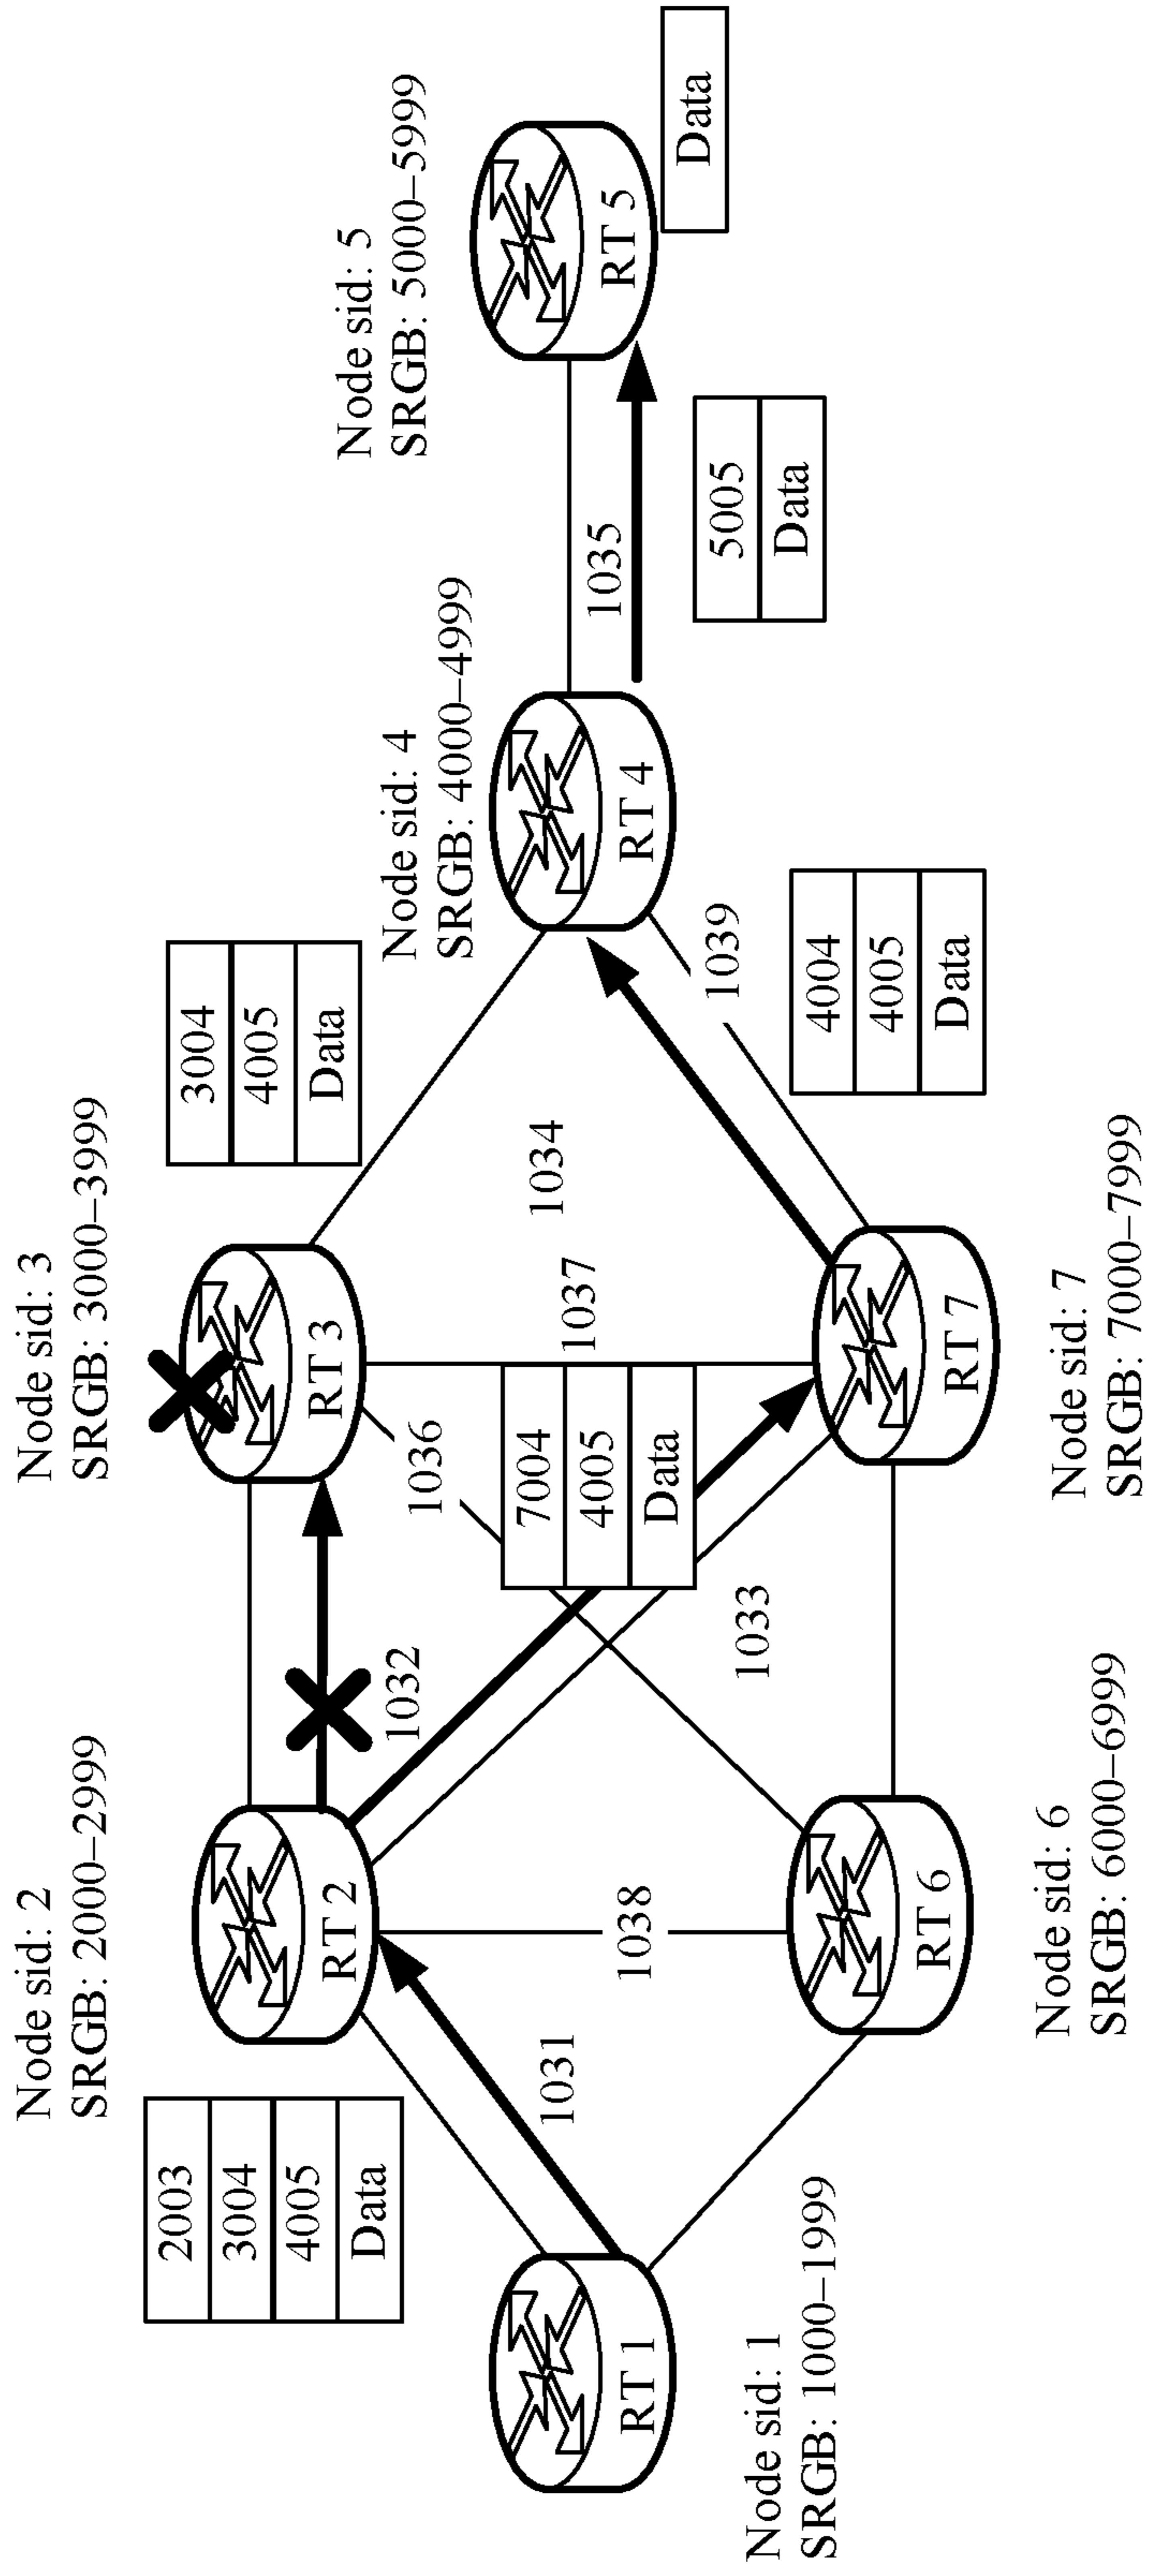 Node sid: 2
SRGB: 2000–2999
Node sid: 3
SRGB: 3000–3999
2003
3004
4005
Data
RT 2
1032
RT 3
3004
4005
Data
Node sid: 4
SRGB: 4000–4999
Node sid: 5
SRGB: 5000–5999
1031
1036
7004
4005
Data
1037
1034
RT 1
1038
1033
RT 4
1035
RT 5
Data
1039
5005
Data
4004
4005
Data
Node sid: 1
SRGB: 1000–1999
RT 6
RT 7
Node sid: 6
SRGB: 6000–6999
Node sid: 7
SRGB: 7000–7999